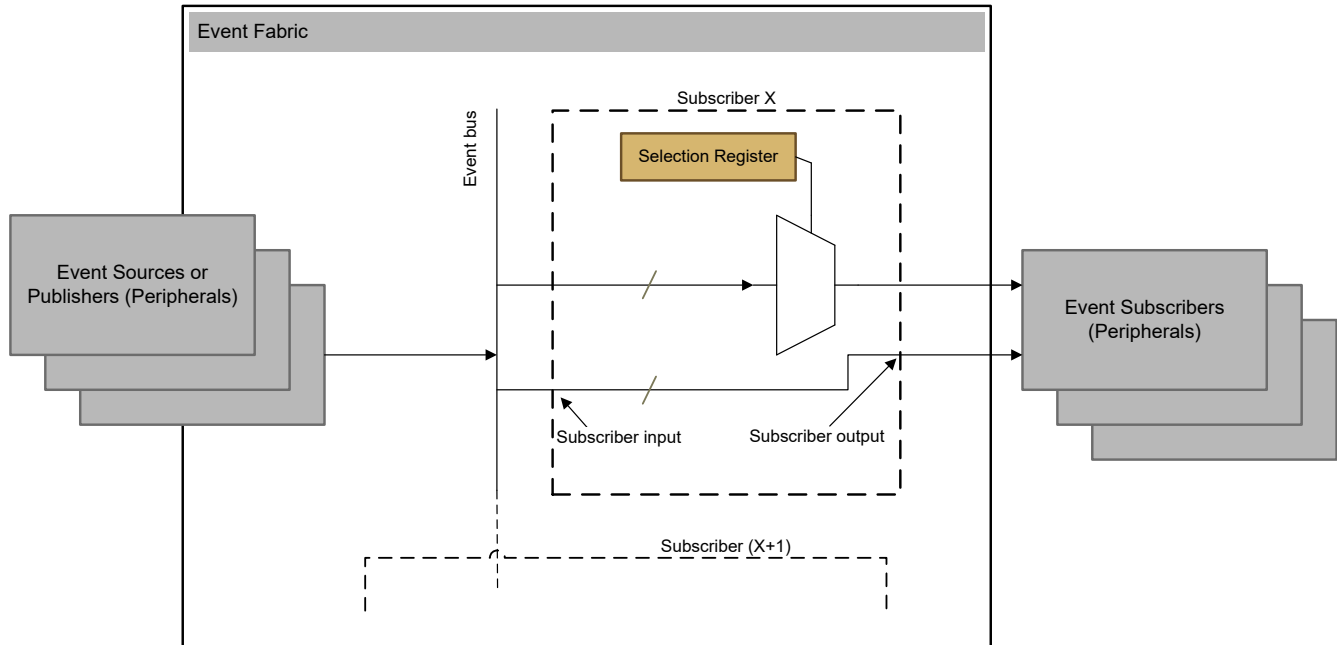 Event Fabric
Subscriber X
Event bus
Selection Register
Event Sources or
Publishers (Peripherals)
Event Subscribers
(Peripherals)
Subscriber input
Subscriber output
Subscriber (X+1)